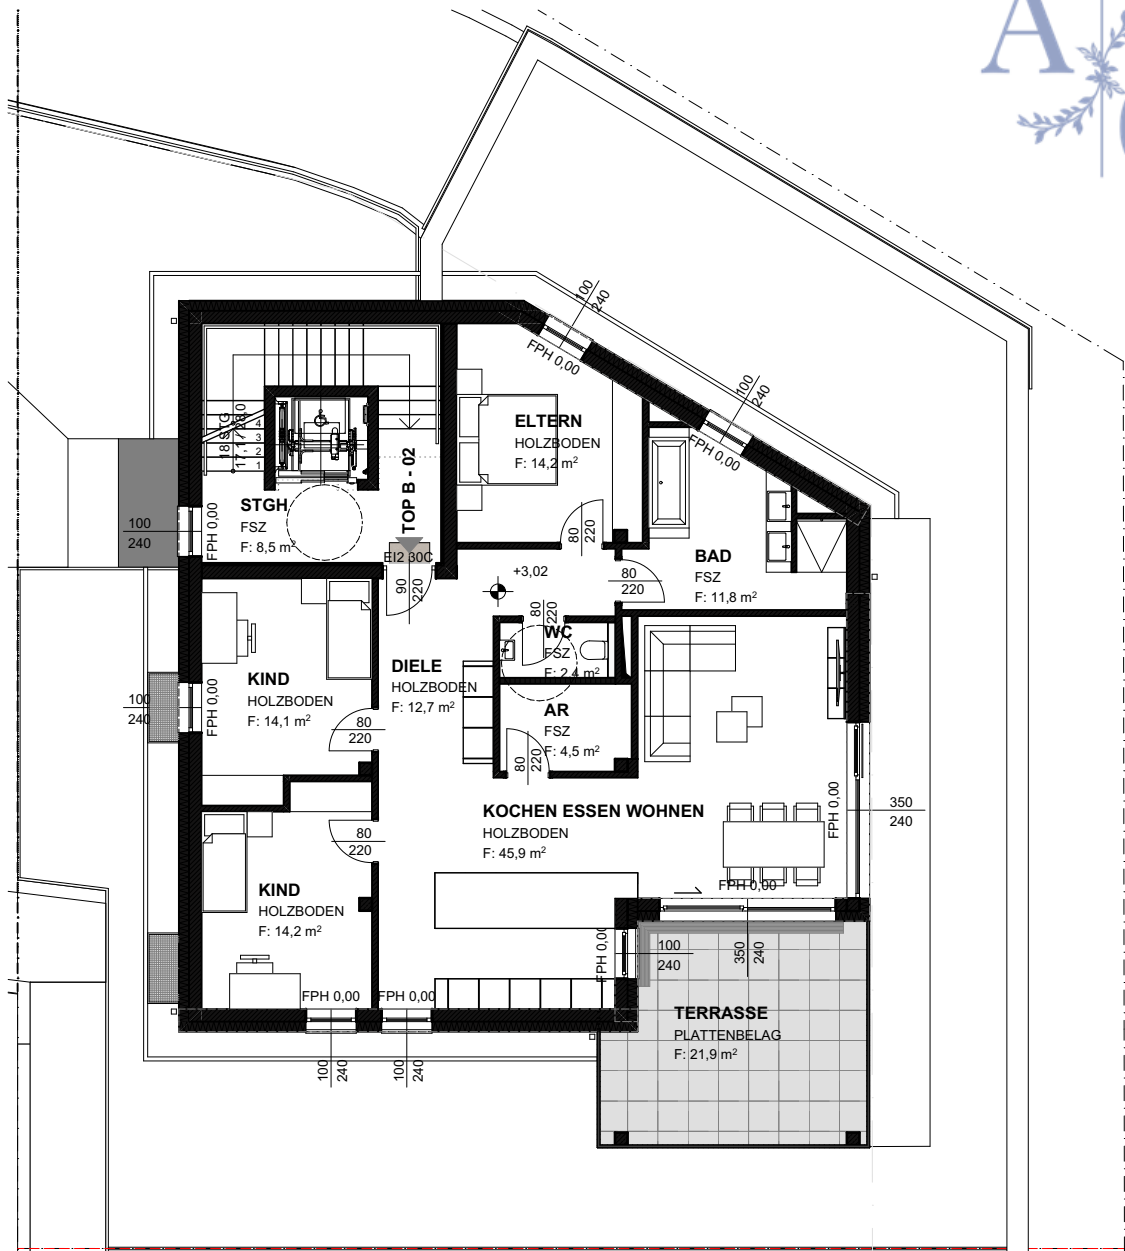 A
100
240
FPH 0,00
100
240
FPH 0,00
ELTERN
HOLZBODEN
F: 14,2 m²
18 STG
17,1 / 28,0
4
3
2
1
STGH
FSZ
F: 8,5 m²
TOP B - 02
EI2 30C
90
220
100
240
FPH 0,00
80
220
BAD
FSZ
F: 11,8 m²
80
220
+3,02
80
220
WC
FSZ
F: 2,4 m²
DIELE
HOLZBODEN
F: 12,7 m²
KIND
HOLZBODEN
F: 14,1 m²
100
240
FPH 0,00
80
220
AR
FSZ
F: 4,5 m²
80
220
KOCHEN ESSEN WOHNEN
HOLZBODEN
F: 45,9 m²
FPH 0,00
350
240
80
220
KIND
HOLZBODEN
F: 14,2 m²
FPH 0,00
FPH 0,00
100
240
350
240
FPH 0,00
FPH 0,00
TERRASSE
PLATTENBELAG
F: 21,9 m²
100
240
100
240